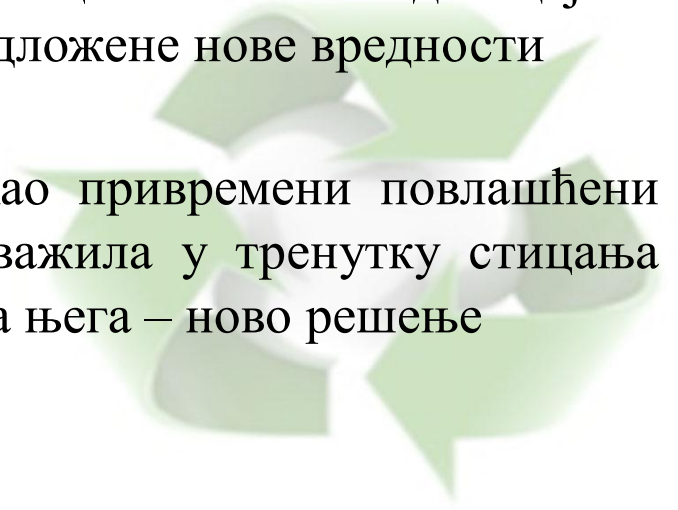 дложене нове вредности
ао привремени повлашћени
важила у тренутку стицања
а њега – ново решење